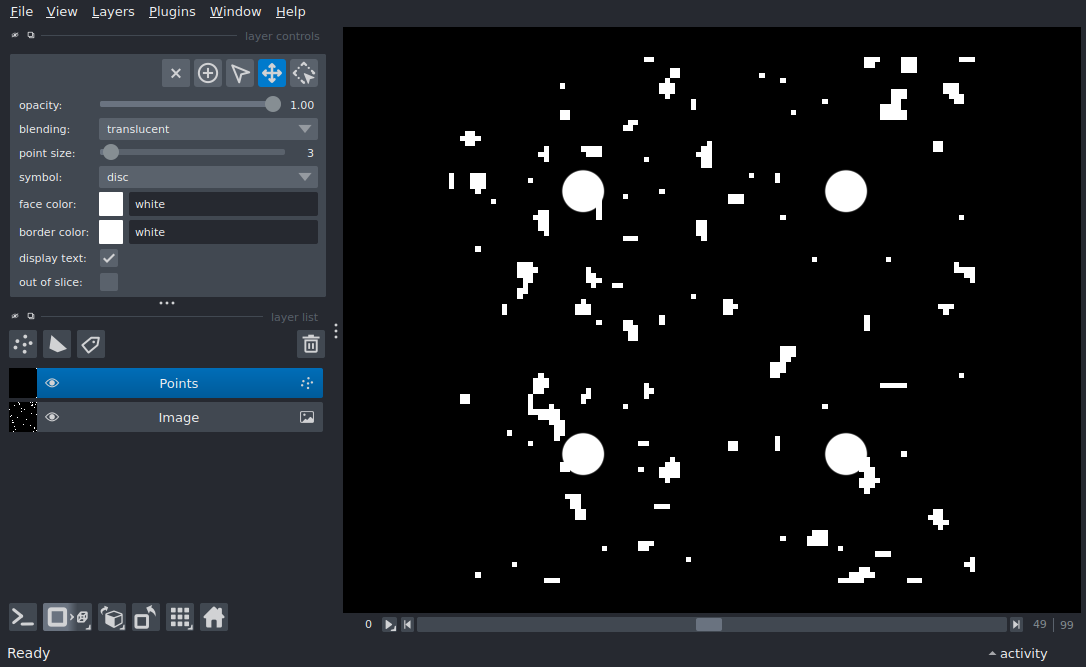 File View Layers Plugins Window Help
layer controls
opacity: 1.00
blending: translucent
point size: 3
symbol: disc
face color: white
border color: white
display text:
out of slice:
layer list
Points
Image
0 49 | 99
Ready activity